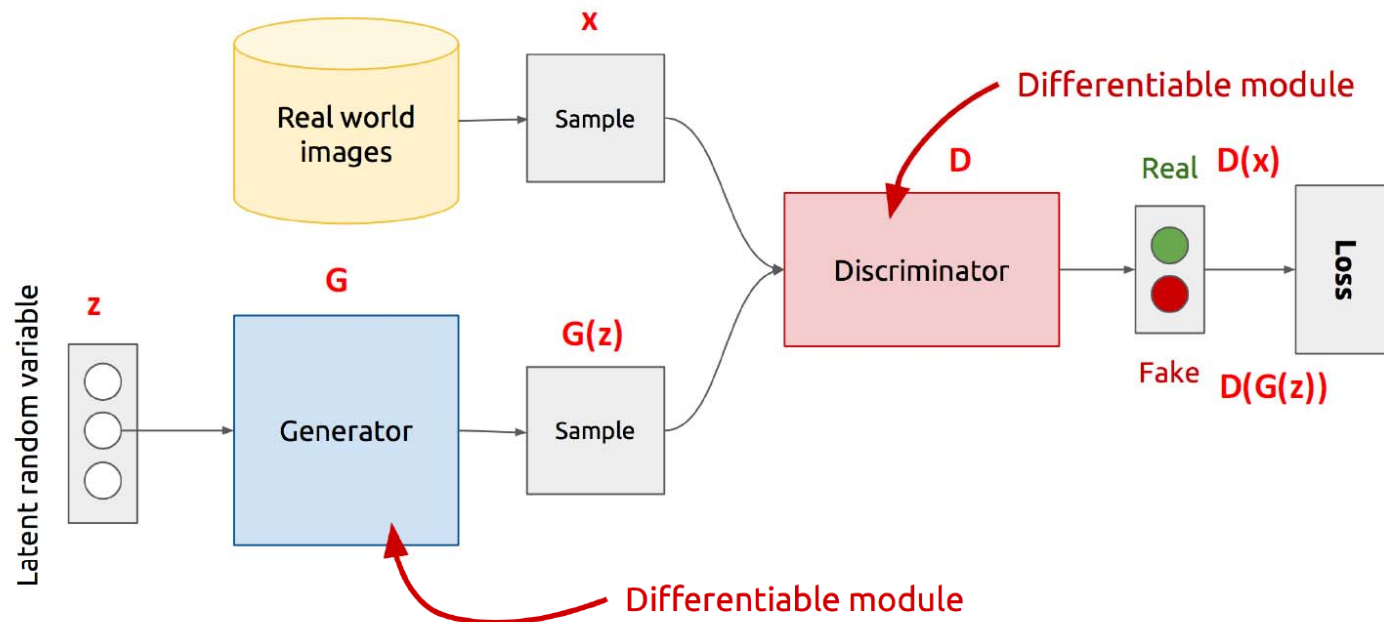 x
Real world
images
Sample
Differentiable module
D
Real
D(x)
Discriminator
Loss
Fake
D(G(z))
Latent random variable
z
G
Generator
G(z)
Sample
Differentiable module